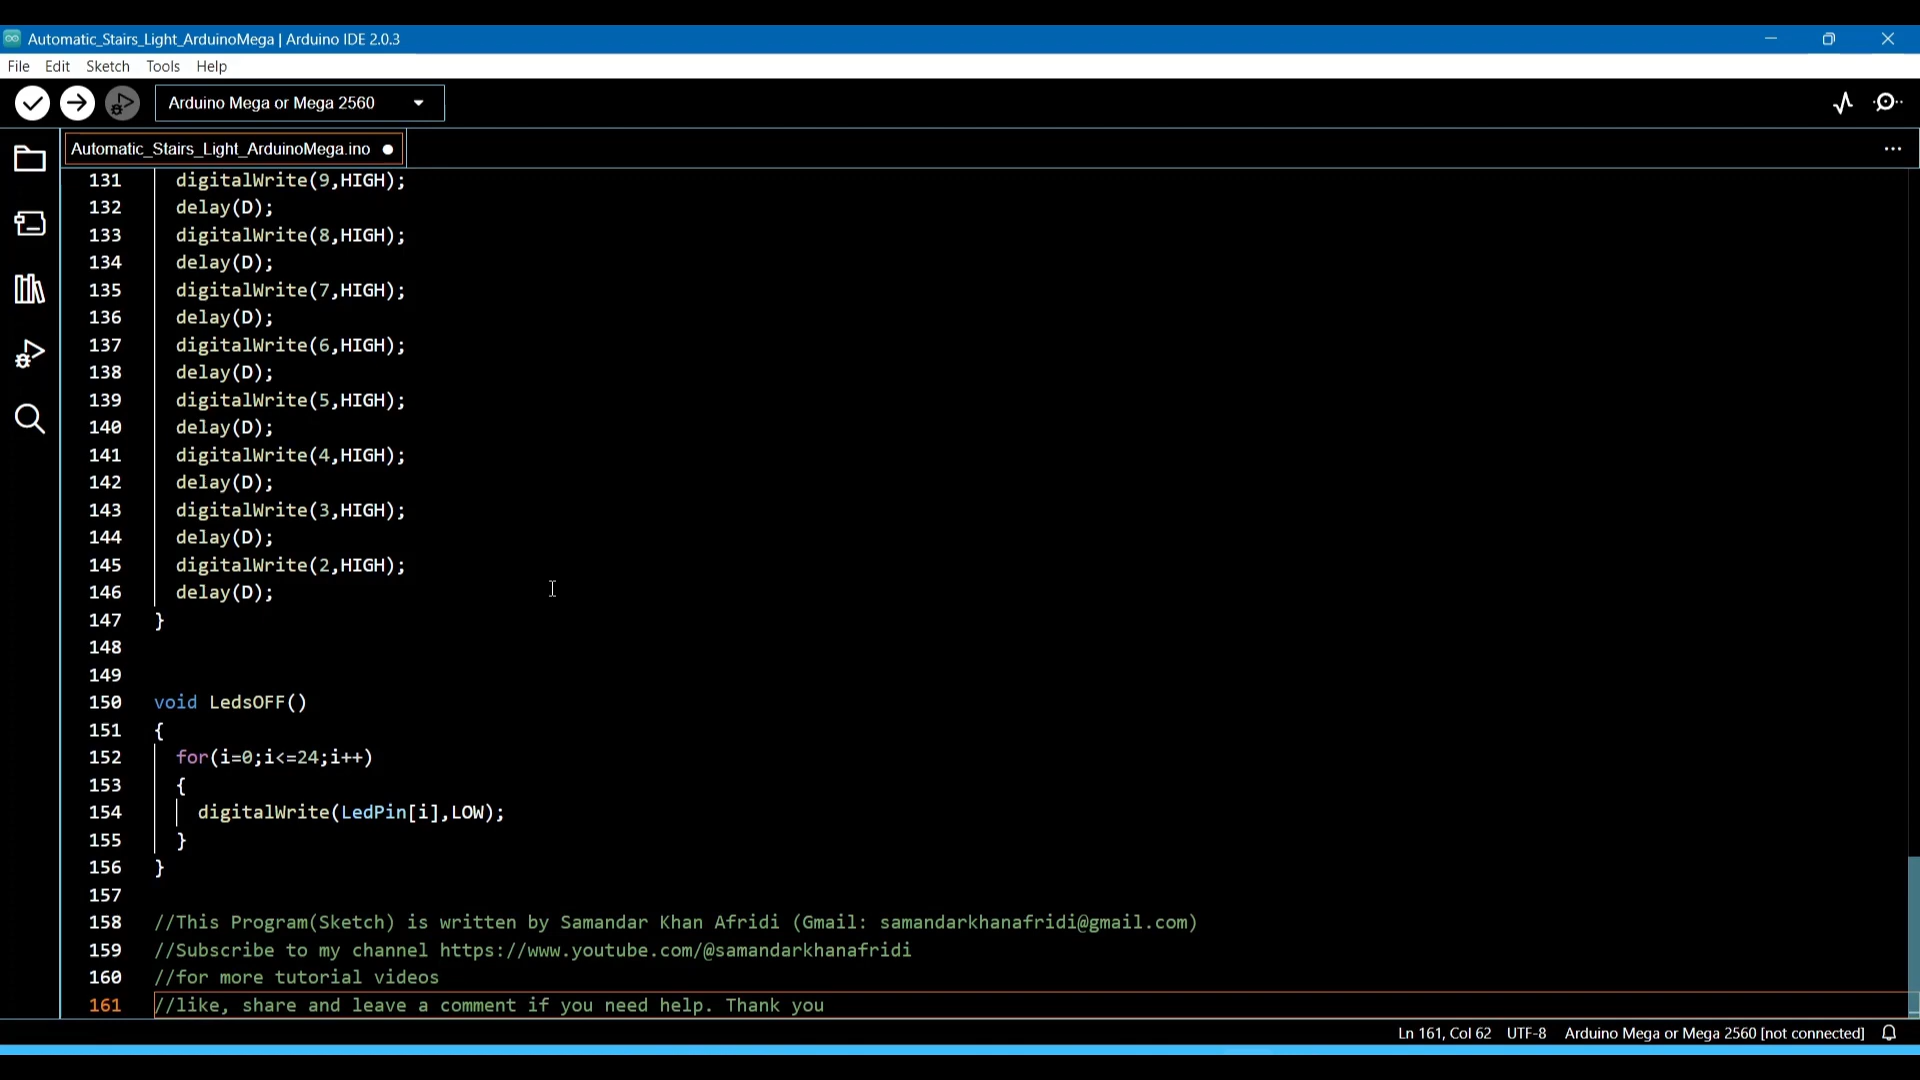 Automatic_Stairs_Light_ArduinoMega | Arduino IDE 2.0.3
File Edit Sketch Tools Help
Arduino Mega or Mega 2560
Automatic_Stairs_Light_ArduinoMega.ino
131 digitalWrite(9,HIGH);
132 delay(D);
133 digitalWrite(8,HIGH);
134 delay(D);
135 digitalWrite(7,HIGH);
136 delay(D);
137 digitalWrite(6,HIGH);
138 delay(D);
139 digitalWrite(5,HIGH);
140 delay(D);
141 digitalWrite(4,HIGH);
142 delay(D);
143 digitalWrite(3,HIGH);
144 delay(D);
145 digitalWrite(2,HIGH);
146 delay(D);
147 }
148
149
150 void LedsOFF()
151 {
152 for(i=0;i<=24;i++)
153 {
154 digitalWrite(LedPin[i],LOW);
155 }
156 }
157
158 //This Program(Sketch) is written by Samandar Khan Afridi (Gmail: samandarkhanafridi@gmail.com)
159 //Subscribe to my channel https://www.youtube.com/@samandarkhanafridi
160 //for more tutorial videos
161 //like, share and leave a comment if you need help. Thank you
Ln 161, Col 62 UTF-8 Arduino Mega or Mega 2560 [not connected]